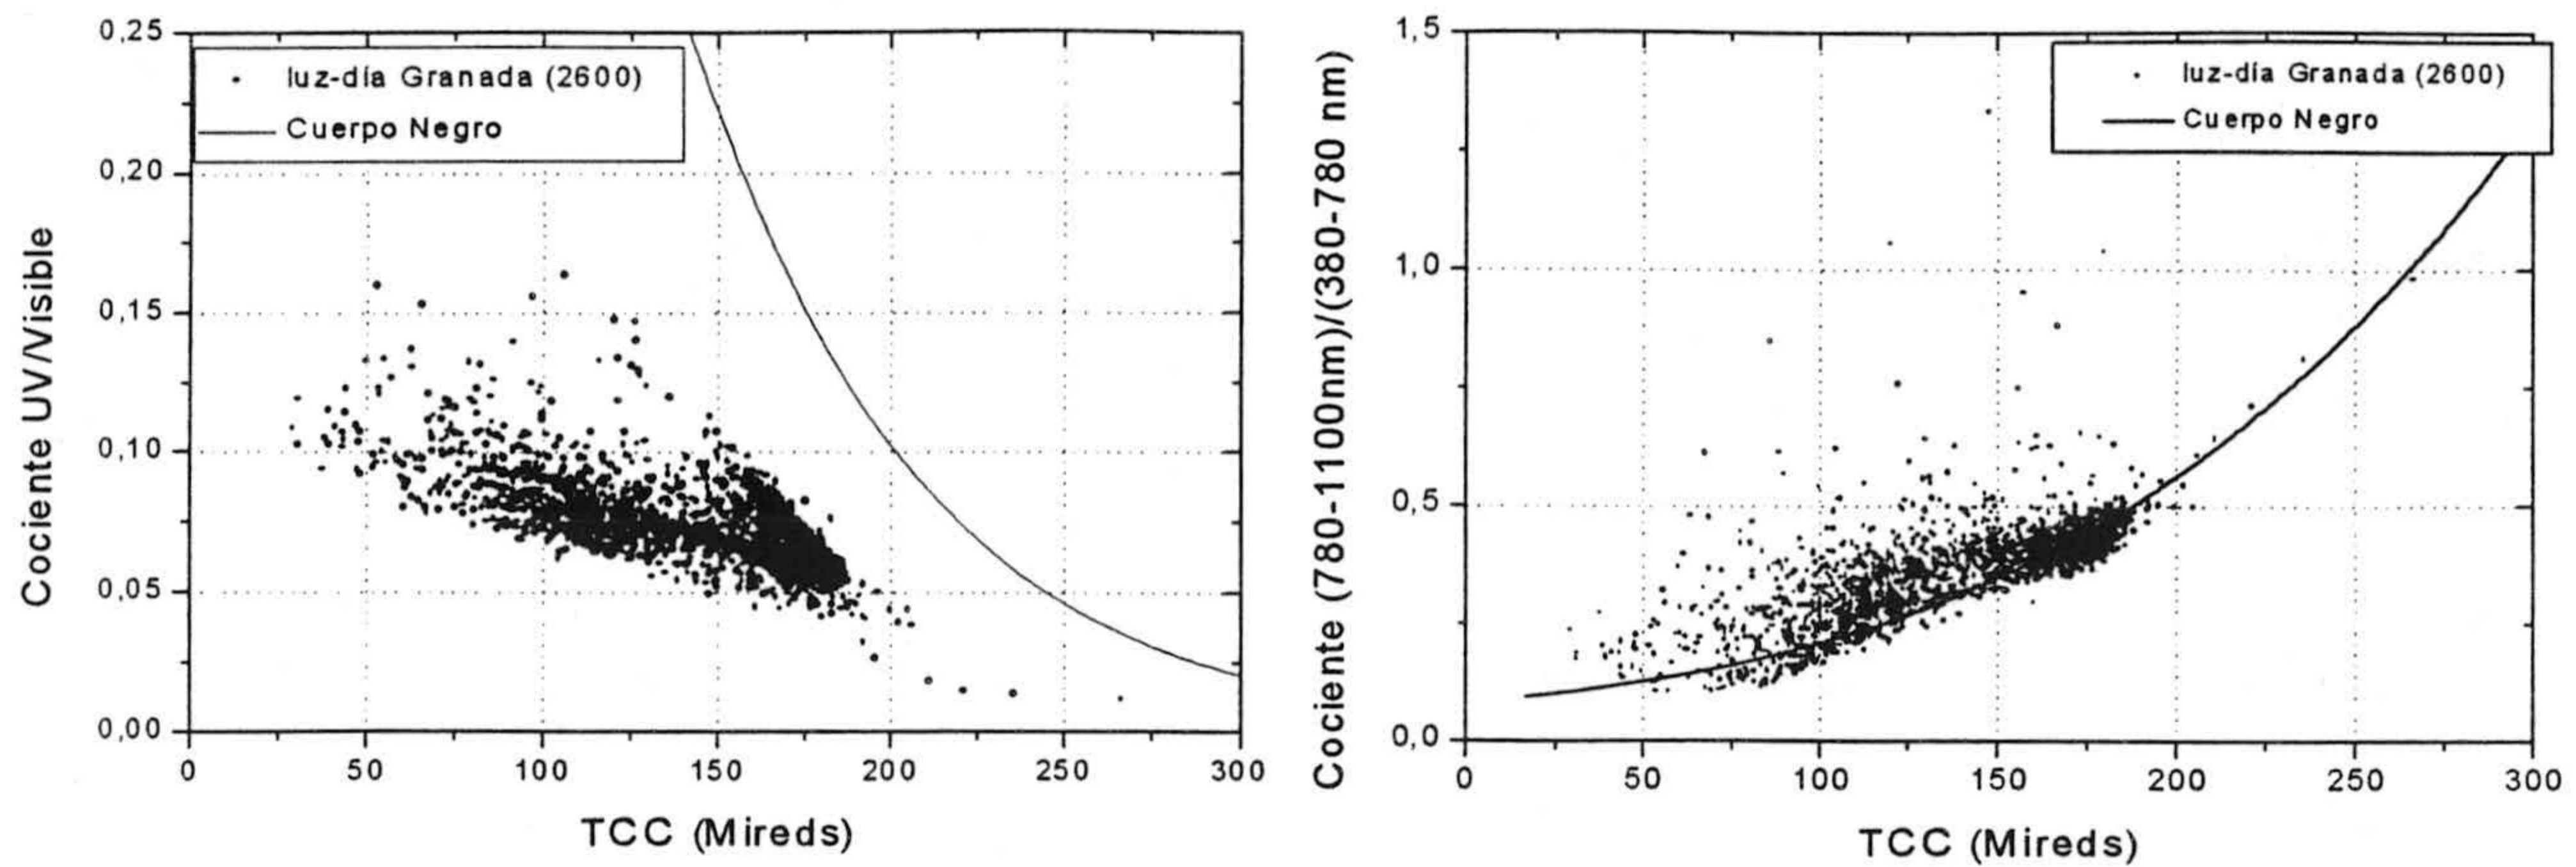 0,25
luz-día Granada (2600)
Cuerpo Negro
0,20
0,15
0,10
0,05
0,00
0 50 100 150 200 250 300
Cociente UV/Visible
TCC (Mireds)
1,5
luz-día Granada (2600)
Cuerpo Negro
1,0
0,5
0,0
0 50 100 150 200 250 300
Cociente (780-1100nm)/(380-780 nm)
TCC (Mireds)